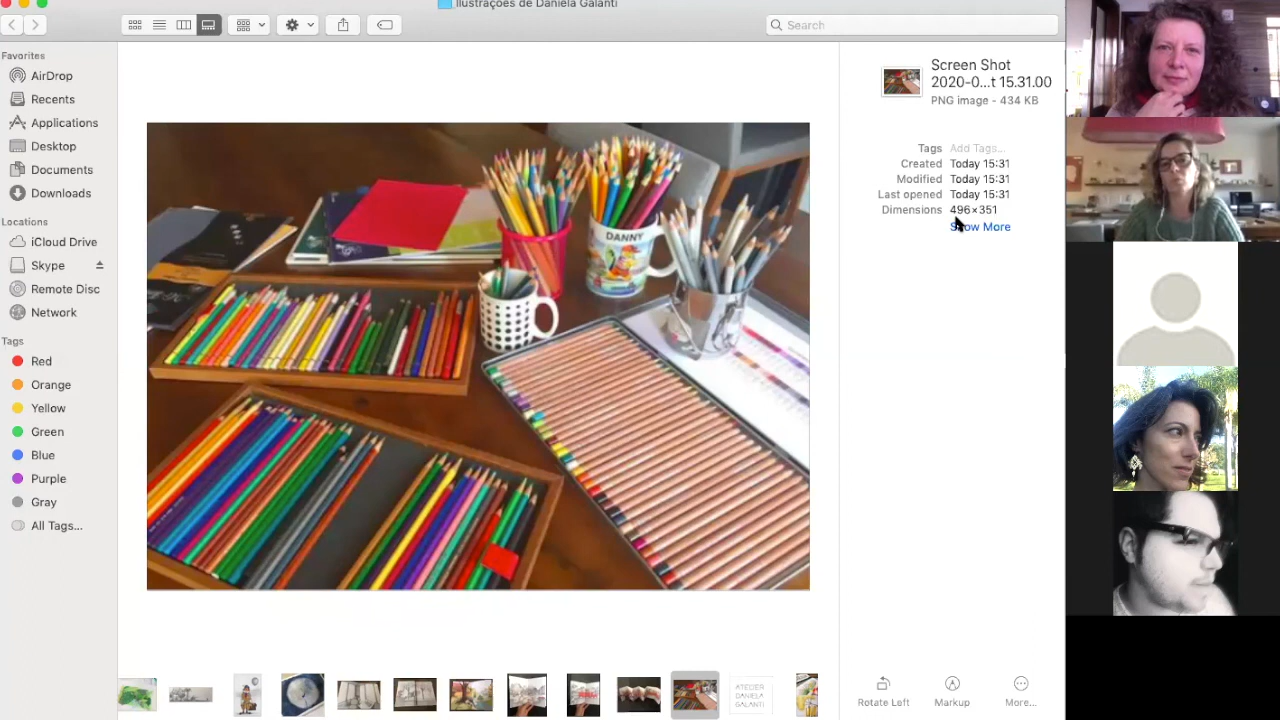 Ilustrações de Daniela Galanti
Search
Favorites
AirDrop
Recents
Applications
Desktop
Documents
Downloads
Locations
iCloud Drive
Skype
Remote Disc
Network
Tags
Red
Orange
Yellow
Green
Blue
Purple
Gray
All Tags...
DANNY
Screen Shot
2020-0...t 15.31.00
PNG image - 434 KB
Tags Add Tags...
Created Today 15:31
Modified Today 15:31
Last opened Today 15:31
Dimensions 496×351
Show More
ATELIER
DANIELA
GALANTI
Rotate Left
Markup
More...